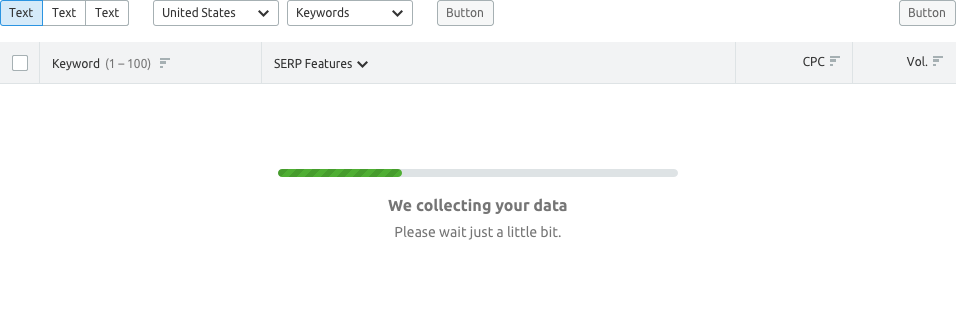 Text Text Text United States Keywords Button Button
Keyword (1 – 100) SERP Features CPC Vol.
We collecting your data
Please wait just a little bit.